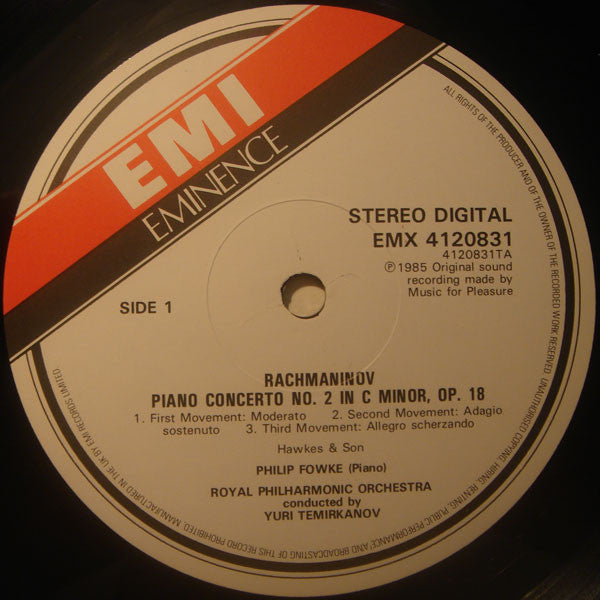 EMI
EMINENCE
STEREO DIGITAL
EMX 4120831
4120831TA
Ⓟ1985 Original sound
recording made by
Music for Pleasure
SIDE 1
RACHMANINOV
PIANO CONCERTO NO. 2 IN C MINOR, OP. 18
1. First Movement: Moderato 2. Second Movement: Adagio
sostenuto 3. Third Movement: Allegro scherzando
Hawkes & Son
PHILIP FOWKE (Piano)
ROYAL PHILHARMONIC ORCHESTRA
conducted by
YURI TEMIRKANOV
ALL RIGHTS OF THE PRODUCER AND OF THE OWNER OF THE RECORDED WORK RESERVED. UNAUTHORISED COPYING, HIRING, RENTING, PUBLIC PERFORMANCE AND BROADCASTING OF THIS RECORD PROHIBITED. MANUFACTURED IN THE UK BY EMI RECORDS LIMITED.